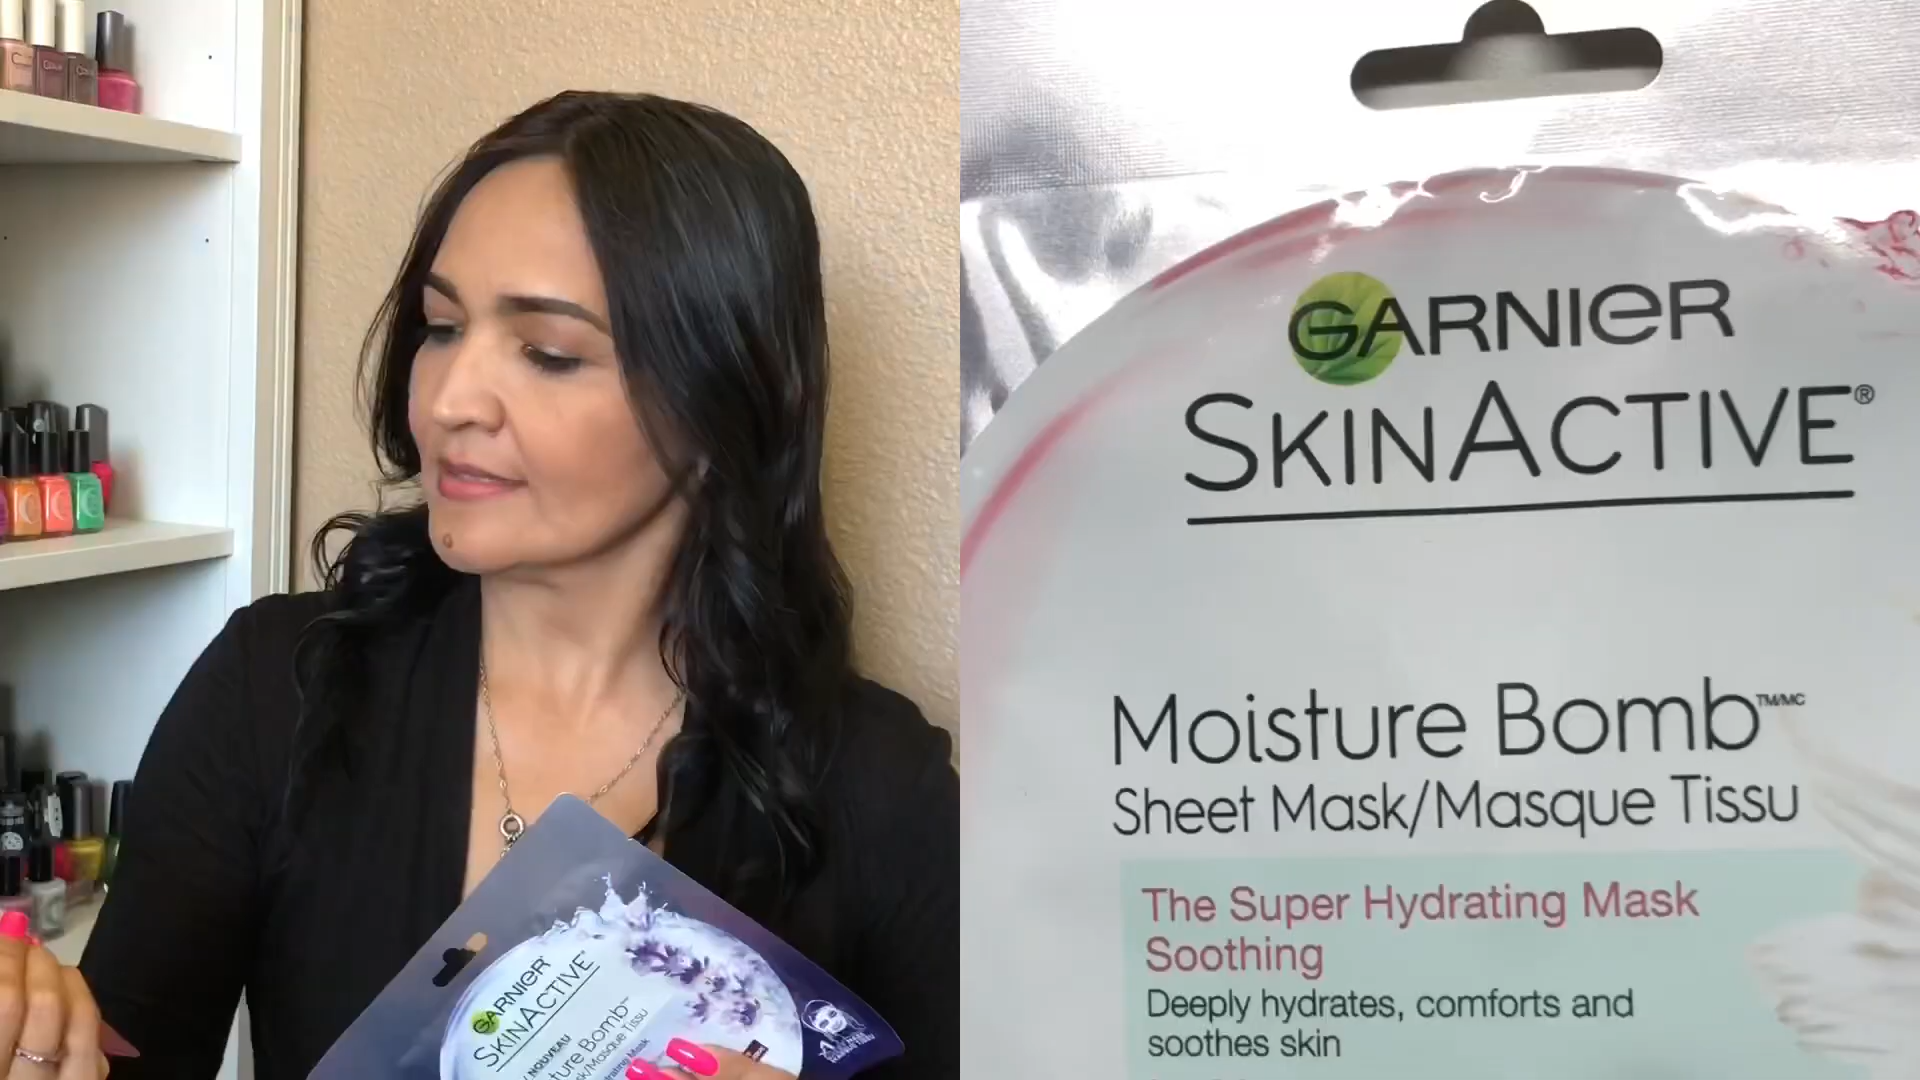 GARNIER
SKINACTIVE
NOUVEAU
GARNIER
SKINACTIVE®
Moisture Bomb™/MC
Sheet Mask/Masque Tissu
The Super Hydrating Mask
Soothing
Deeply hydrates, comforts and
soothes skin